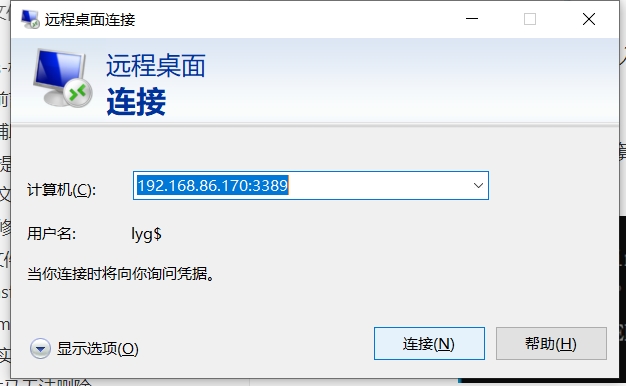 远程桌面连接
远程桌面
连接
计算机(C):
192.168.86.170:3389
用户名:
lyg$
当你连接时将向你询问凭据。
显示选项(O)
连接(N)
帮助(H)